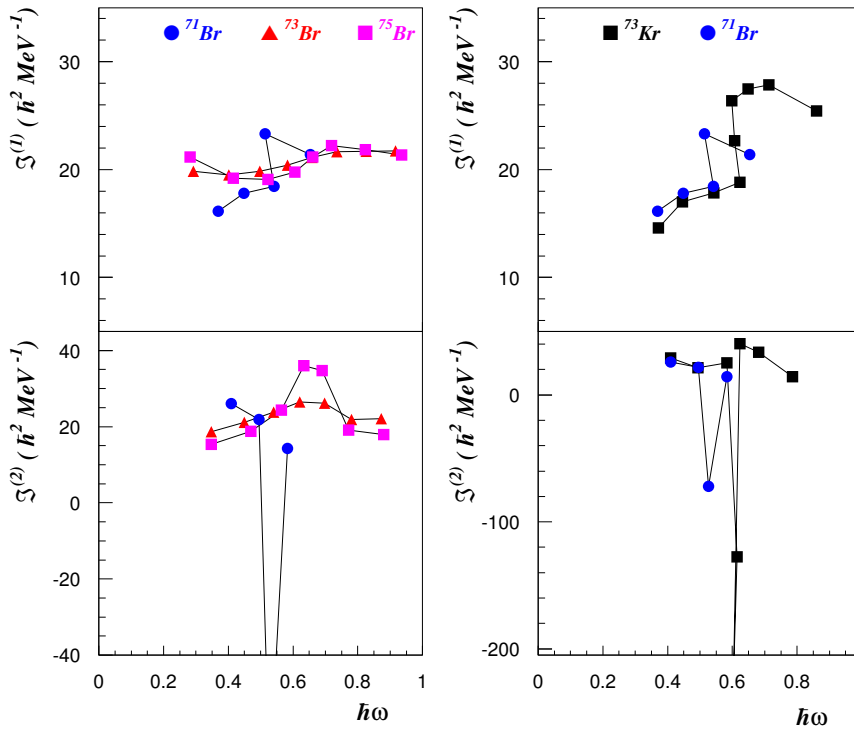 ⁷¹Br ⁷³Br ⁷⁵Br
ℑ⁽¹⁾ ( ℏ² MeV⁻¹)
30
20
10
ℑ⁽²⁾ ( ℏ² MeV⁻¹)
40
20
0
-20
-40
0 0.2 0.4 0.6 0.8 1
ℏω
⁷³Kr ⁷¹Br
ℑ⁽¹⁾ ( ℏ² MeV⁻¹)
30
20
10
ℑ⁽²⁾ ( ℏ² MeV⁻¹)
0
-100
-200
0 0.2 0.4 0.6 0.8
ℏω